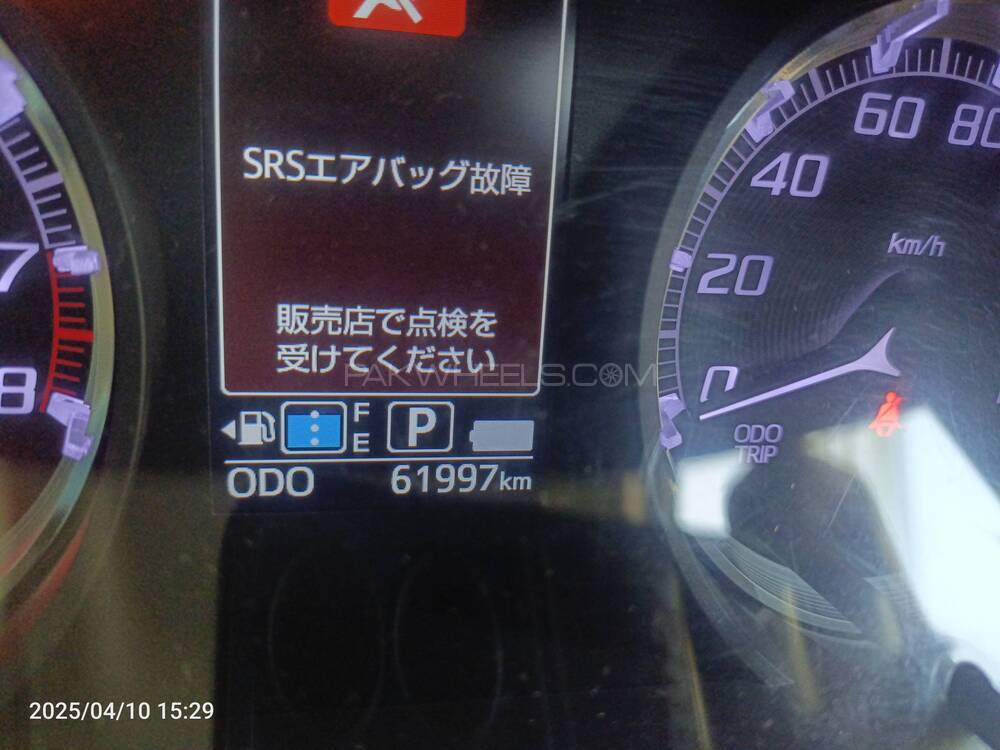 SRSエアバッグ故障
販売店で点検を
受けてください
F
E
P
ODO 61997km
7
8
0
20
40
60
80
km/h
ODO
TRIP
PAKWHEELS.COM
2025/04/10 15:29